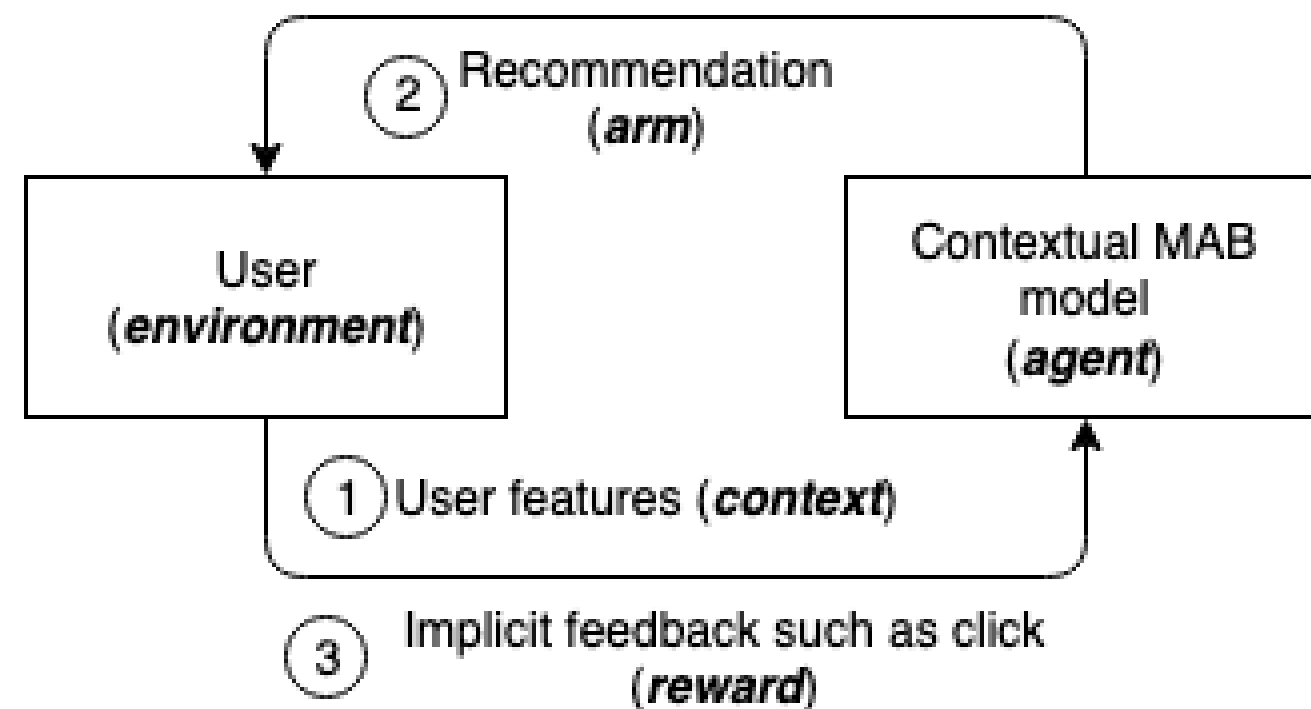 2 Recommendation
(arm)
User
(environment)
Contextual MAB
model
(agent)
1 User features (context)
3 Implicit feedback such as click
(reward)